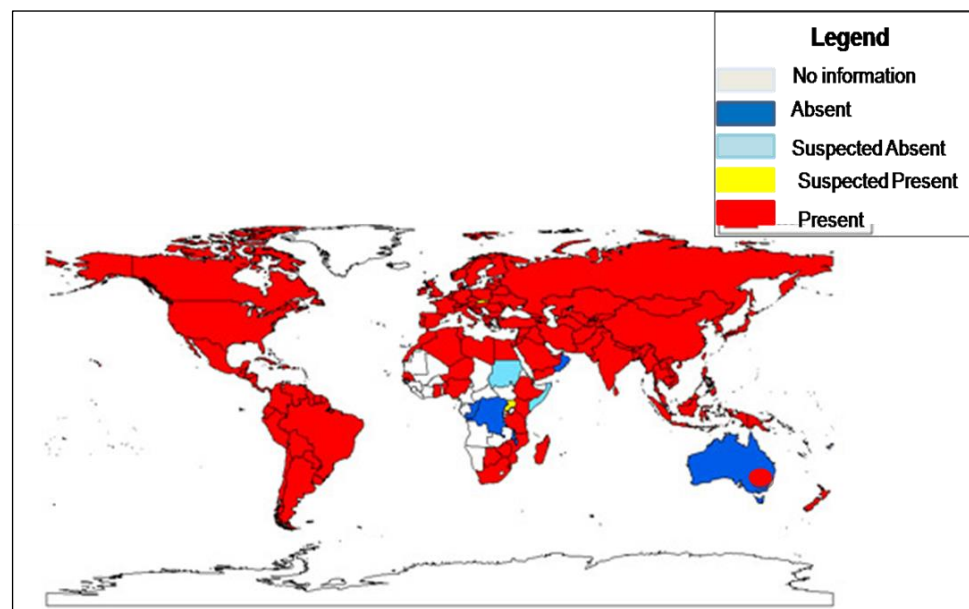 Legend
No information
Absent
Suspected Absent
Suspected Present
Present